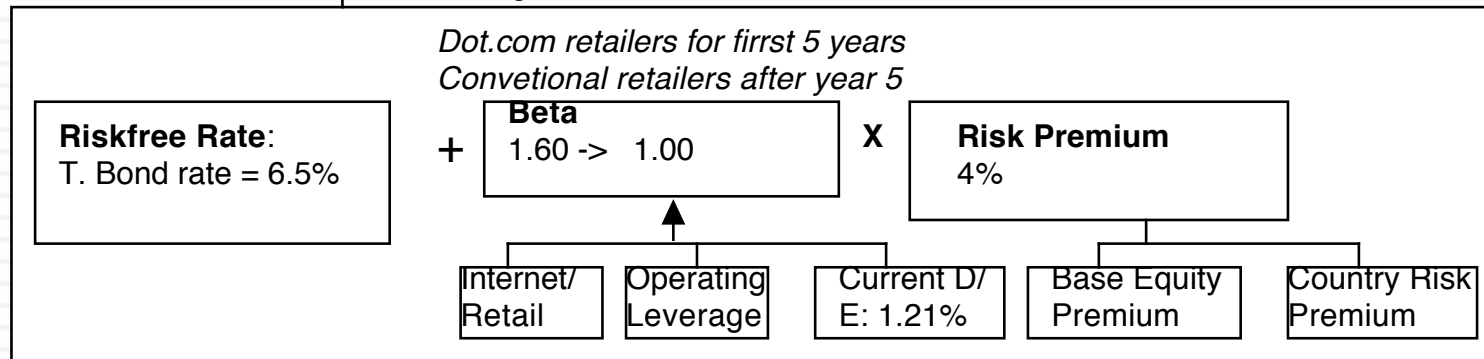 Dot.com retailers for firrst 5 years
Convetional retailers after year 5
Riskfree Rate:
T. Bond rate = 6.5%
+
Beta
1.60 -> 1.00
X
Risk Premium
4%
Internet/
Retail
Operating
Leverage
Current D/
E: 1.21%
Base Equity
Premium
Country Risk
Premium